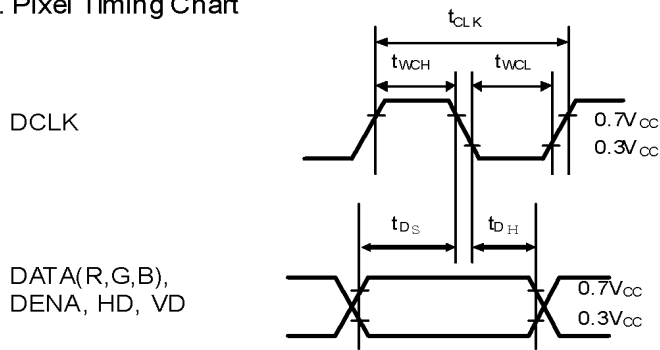 . Pixel Timing Chart
tCLK
tWCH
tWCL
DCLK
0.7VCC
0.3VCC
tDS
tDH
DATA(R,G,B),
DENA, HD, VD
0.7VCC
0.3VCC